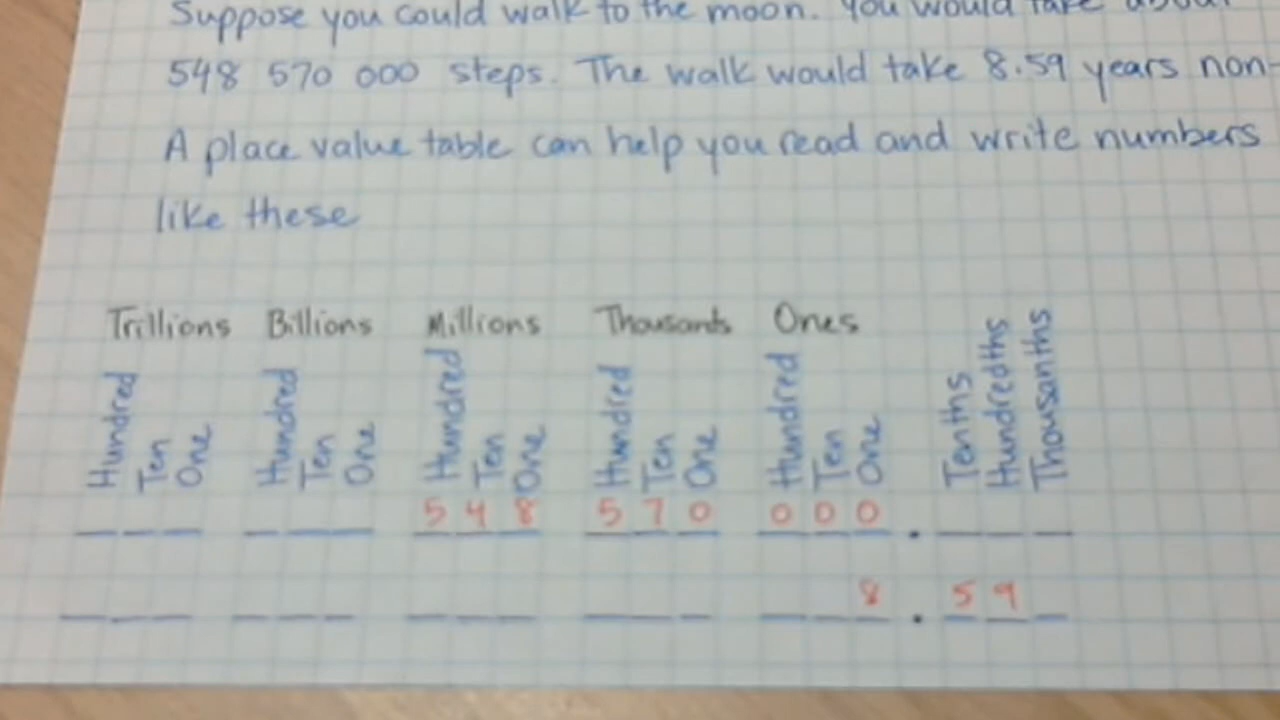 Suppose you could walk to the moon. You would take about
548 570 000 steps. The walk would take 8.59 years non-
A place value table can help you read and write numbers
like these
Trillions Billions Millions Thousands Ones
Hundred Ten One Hundred Ten One Hundred Ten One Hundred Ten One Hundred Ten One Tenths Hundredths Thousanths
5 4 8 5 7 0 0 0 0 .
8 . 5 9